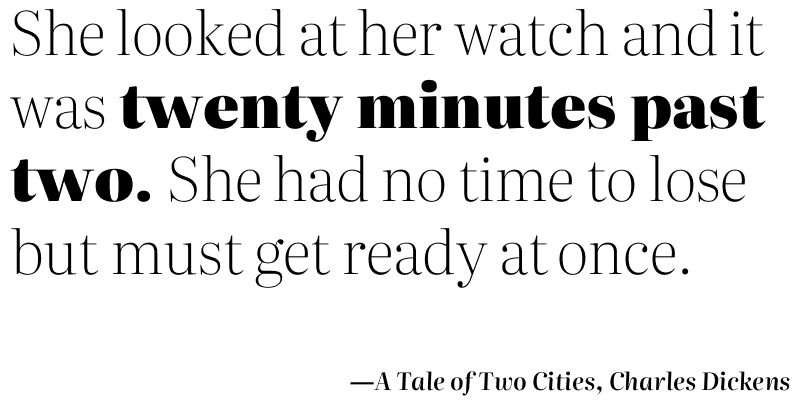 She looked at her watch and it
was twenty minutes past
two. She had no time to lose
but must get ready at once.
—A Tale of Two Cities, Charles Dickens